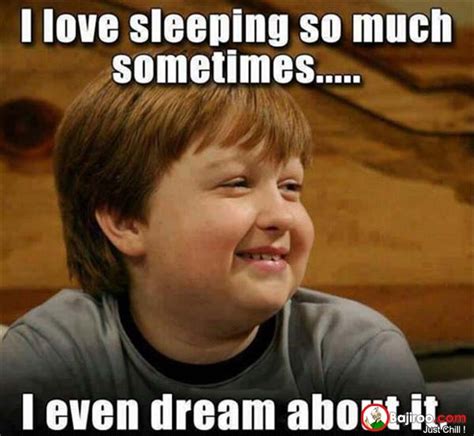 I love sleeping so much
sometimes.....
I even dream about it.
Bajiroo.com
Just Chill !